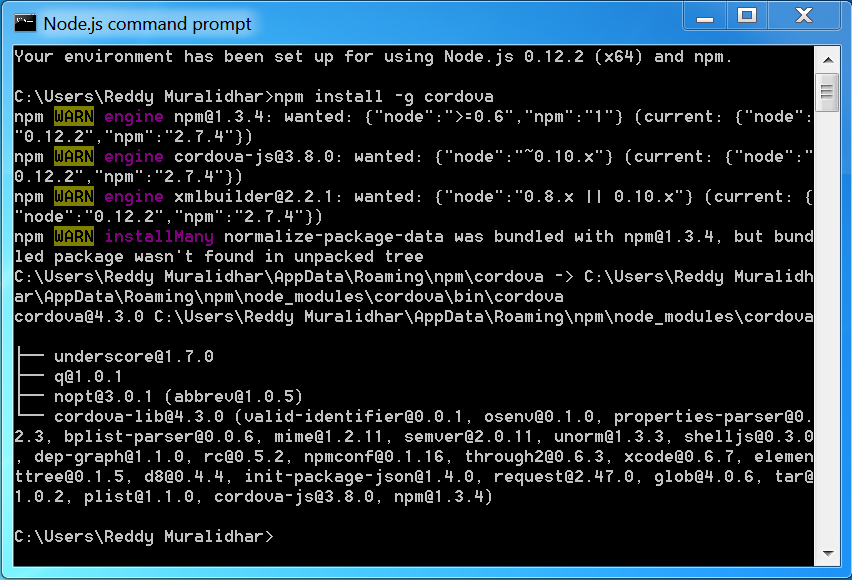 Node.js command prompt
Your environment has been set up for using Node.js 0.12.2 (x64) and npm.
C:\Users\Reddy Muralidhar>npm install -g cordova
npm WARN engine npm@1.3.4: wanted: {"node":">=0.6","npm":"1"} (current: {"node":
"0.12.2","npm":"2.7.4"})
npm WARN engine cordova-js@3.8.0: wanted: {"node":"~0.10.x"} (current: {"node":"
0.12.2","npm":"2.7.4"})
npm WARN engine xmlbuilder@2.2.1: wanted: {"node":"0.8.x || 0.10.x"} (current: {
"node":"0.12.2","npm":"2.7.4"})
npm WARN installMany normalize-package-data was bundled with npm@1.3.4, but bund
led package wasn't found in unpacked tree
C:\Users\Reddy Muralidhar\AppData\Roaming\npm\cordova -> C:\Users\Reddy Muralidh
ar\AppData\Roaming\npm\node_modules\cordova\bin\cordova
cordova@4.3.0 C:\Users\Reddy Muralidhar\AppData\Roaming\npm\node_modules\cordova
├── underscore@1.7.0
├── q@1.0.1
├── nopt@3.0.1 (abbrev@1.0.5)
└── cordova-lib@4.3.0 (valid-identifier@0.0.1, osenv@0.1.0, properties-parser@0.
2.3, bplist-parser@0.0.6, mime@1.2.11, semver@2.0.11, unorm@1.3.3, shelljs@0.3.0
, dep-graph@1.1.0, rc@0.5.2, npmconf@0.1.16, through2@0.6.3, xcode@0.6.7, elemen
ttree@0.1.5, d8@0.4.4, init-package-json@1.4.0, request@2.47.0, glob@4.0.6, tar@
1.0.2, plist@1.1.0, cordova-js@3.8.0, npm@1.3.4)
C:\Users\Reddy Muralidhar>